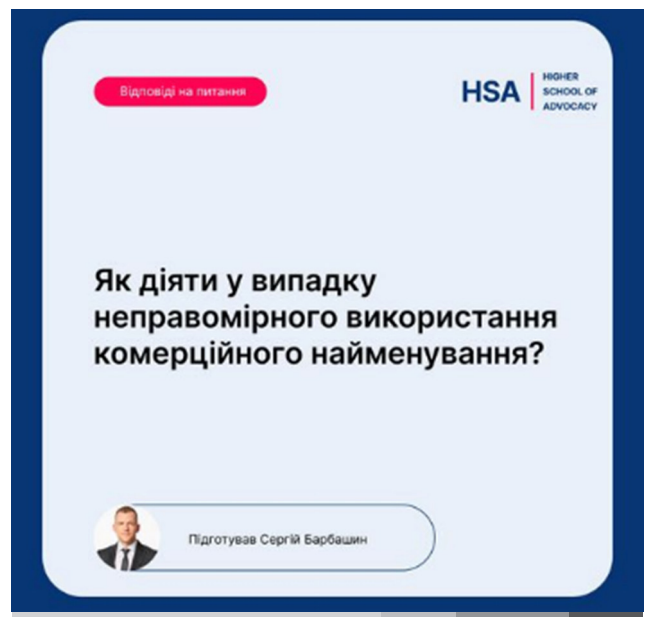 Відповіді на питання
HSA
HIGHER
SCHOOL OF
ADVOCACY
Як діяти у випадку
неправомірного використання
комерційного найменування?
Підготував Сергій Барбашин